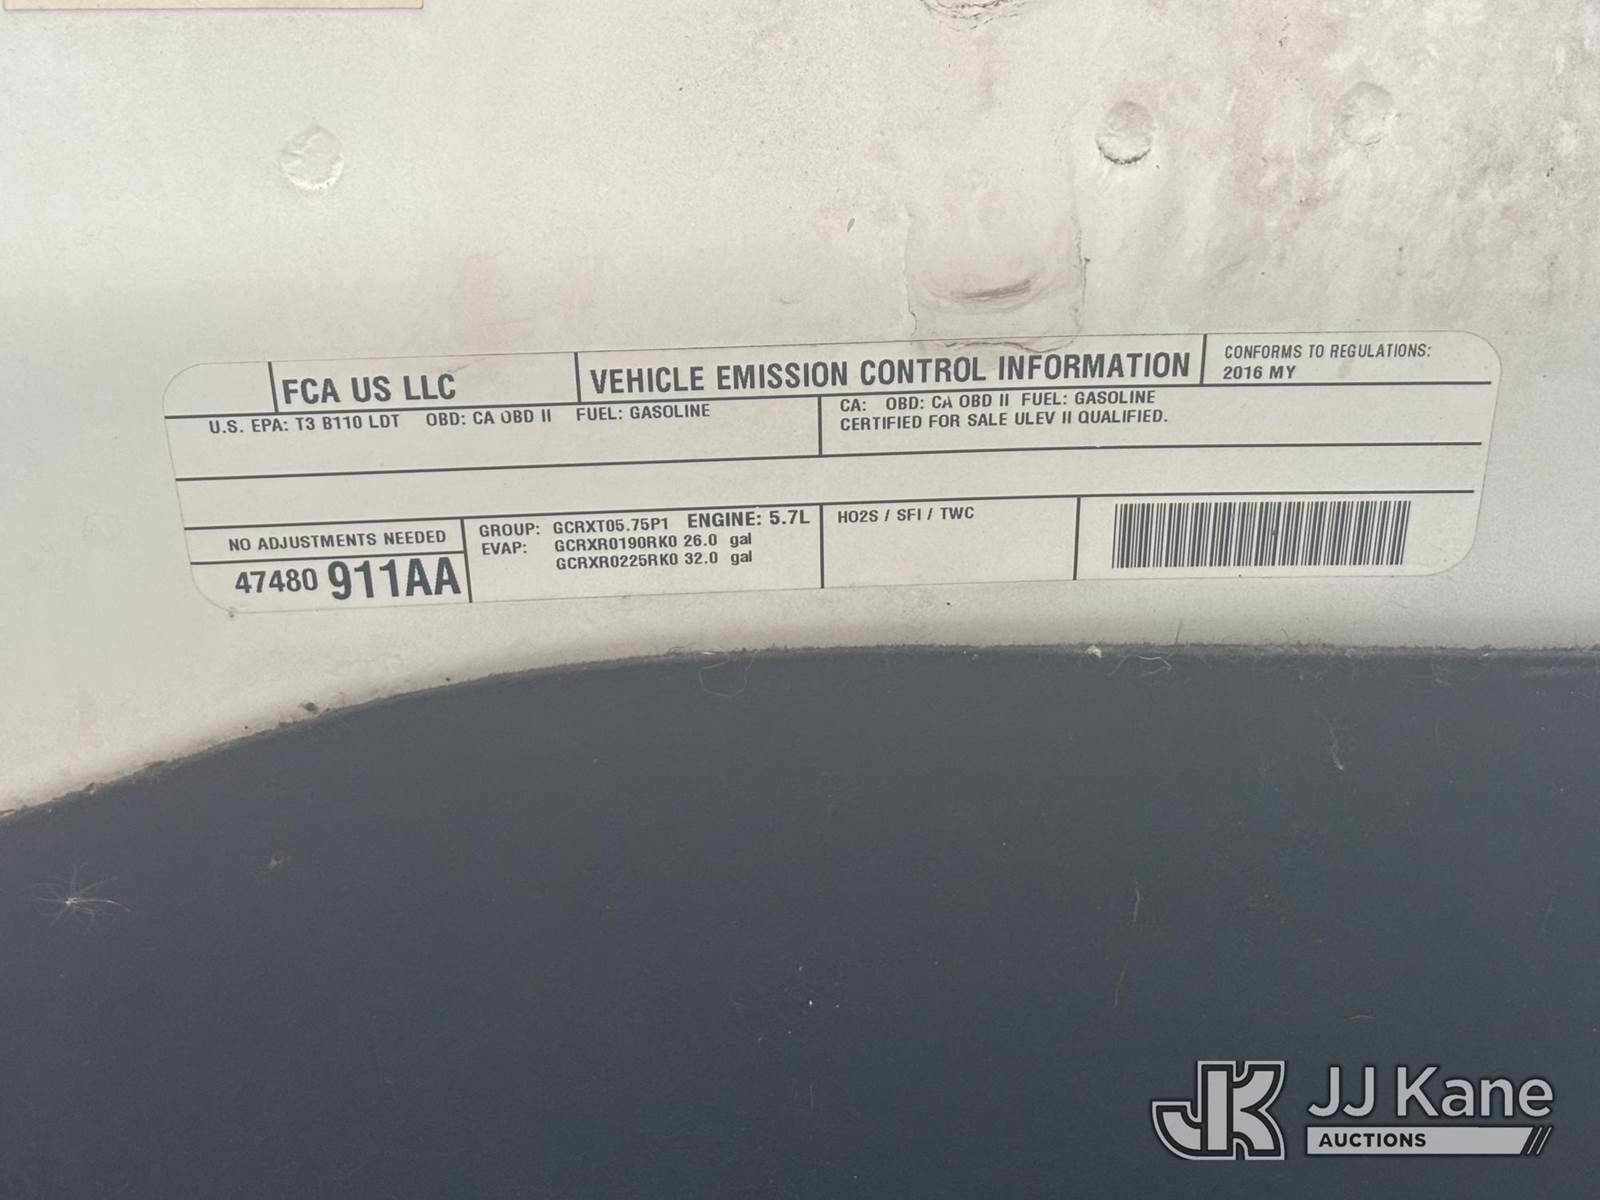 FCA US LLC
VEHICLE EMISSION CONTROL INFORMATION
CONFORMS TO REGULATIONS:
2016 MY
U.S. EPA: T3 B110 LDT OBD: CA OBD II FUEL: GASOLINE
CA: OBD: CA OBD II FUEL: GASOLINE
CERTIFIED FOR SALE ULEV II QUALIFIED.
NO ADJUSTMENTS NEEDED
47480 911AA
GROUP: GCRXT05.75P1 ENGINE: 5.7L
EVAP: GCRXR0190RK0 26.0 gal
GCRXR0225RK0 32.0 gal
HO2S / SFI / TWC
JK JJ Kane
AUCTIONS